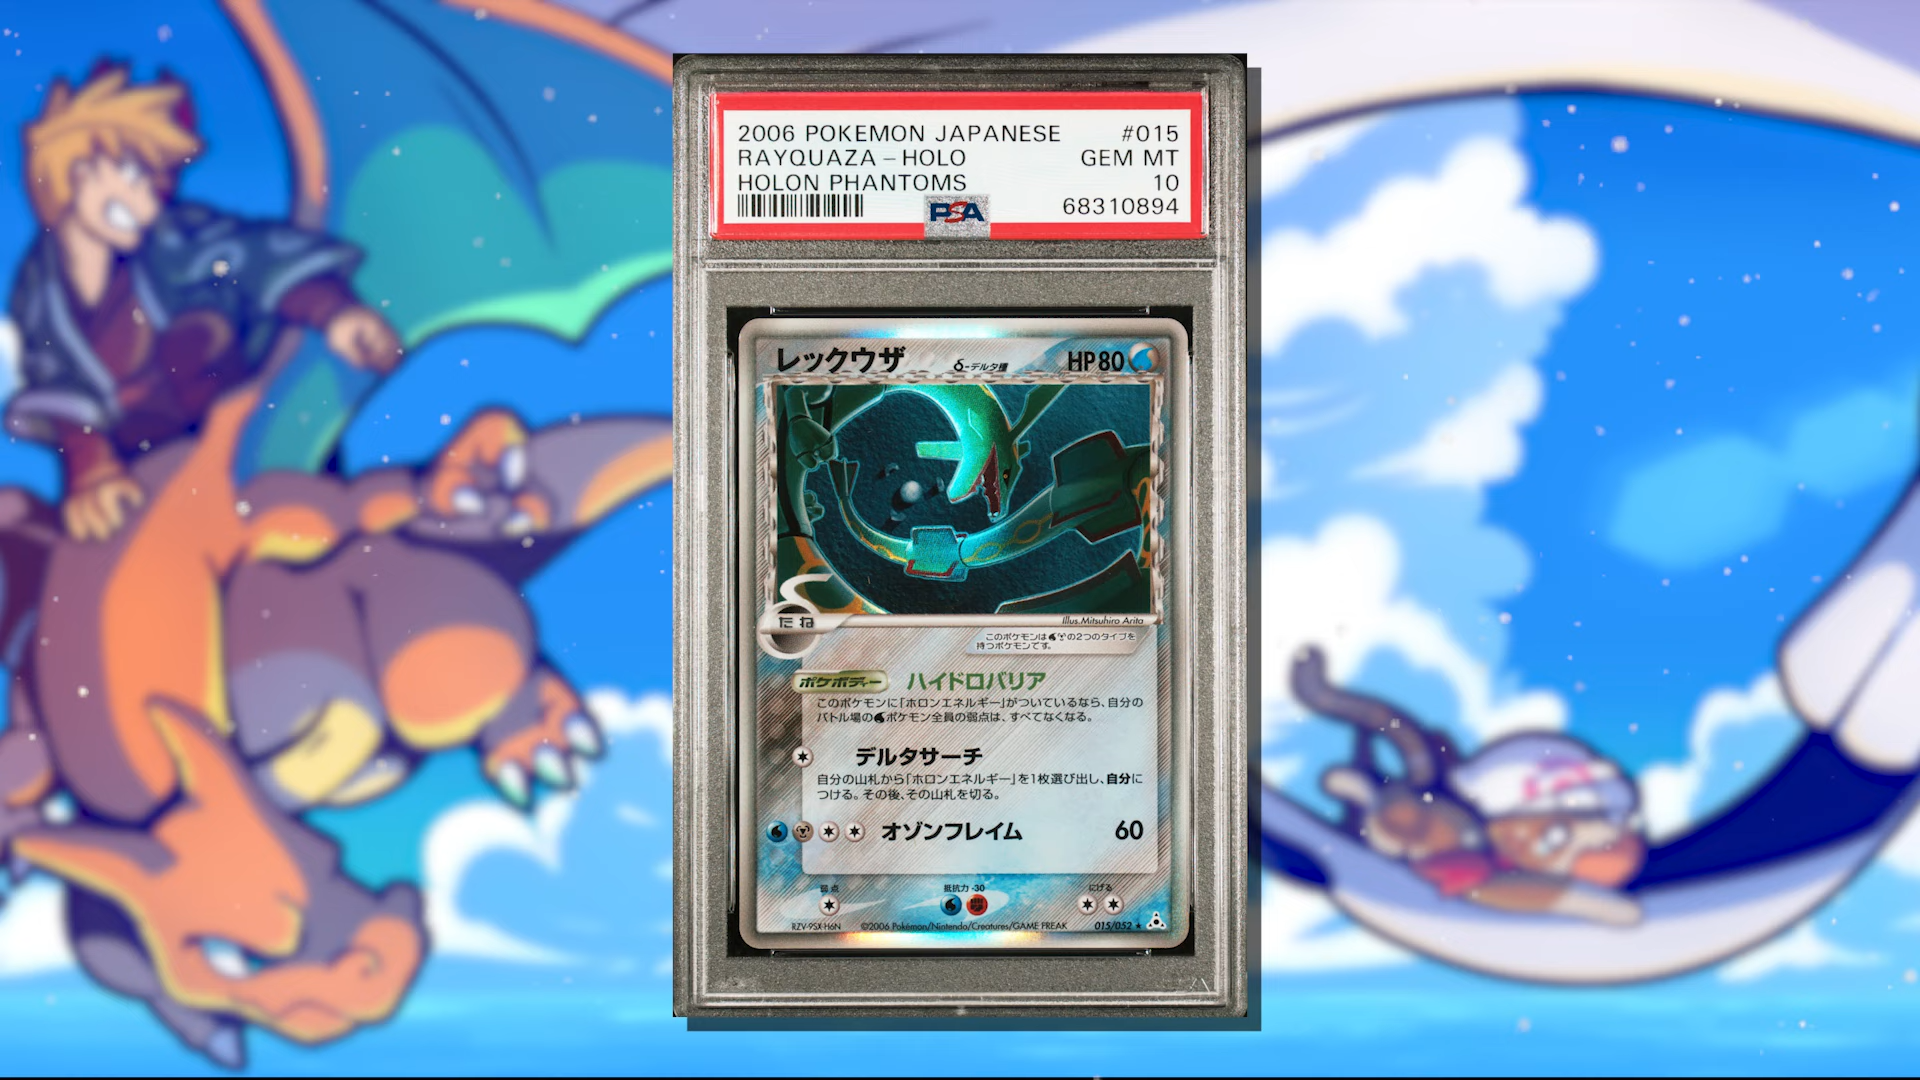 2006 POKEMON JAPANESE #015
RAYQUAZA-HOLO GEM MT
HOLON PHANTOMS 10
PSA 68310894
レックウザ δ-デルタ種 HP80
たね
Illus. Mitsuhiro Arita
このポケモンはの2つのタイプを
持つポケモンです。
ポケボディー ハイドロバリア
このポケモンに「ホロンエネルギー」がついているなら、自分の
バトル場のポケモン全員の弱点は、すべてなくなる。
デルタサーチ
自分の山札から「ホロンエネルギー」を1枚選び出し、自分に
つける。その後、その山札を切る。
オゾンフレイム 60
弱点 抵抗力 -30 にげる
RZV-9SX-H6N ©2006 Pokémon/Nintendo/Creatures/GAME FREAK 015/052 ★